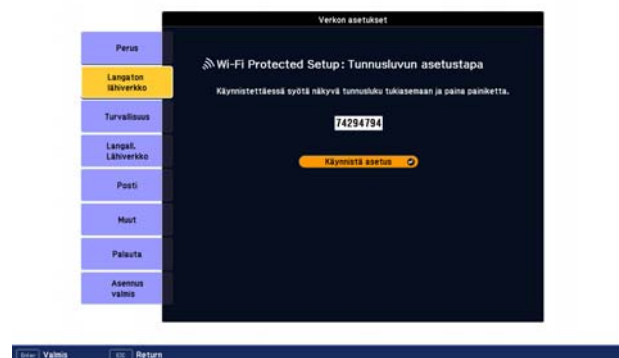 Verkon asetukset
Perus
Langaton
lähiverkko
Turvallisuus
Langall.
Lähiverkko
Posti
Muut
Palauta
Asennus
valmis
Wi-Fi Protected Setup: Tunnusluvun asetustapa
Käynnistettäessä syötä näkyvä tunnusluku tukiasemaan ja paina painiketta.
74294794
Käynnistä asetus
Enter Valmis
ESC Return